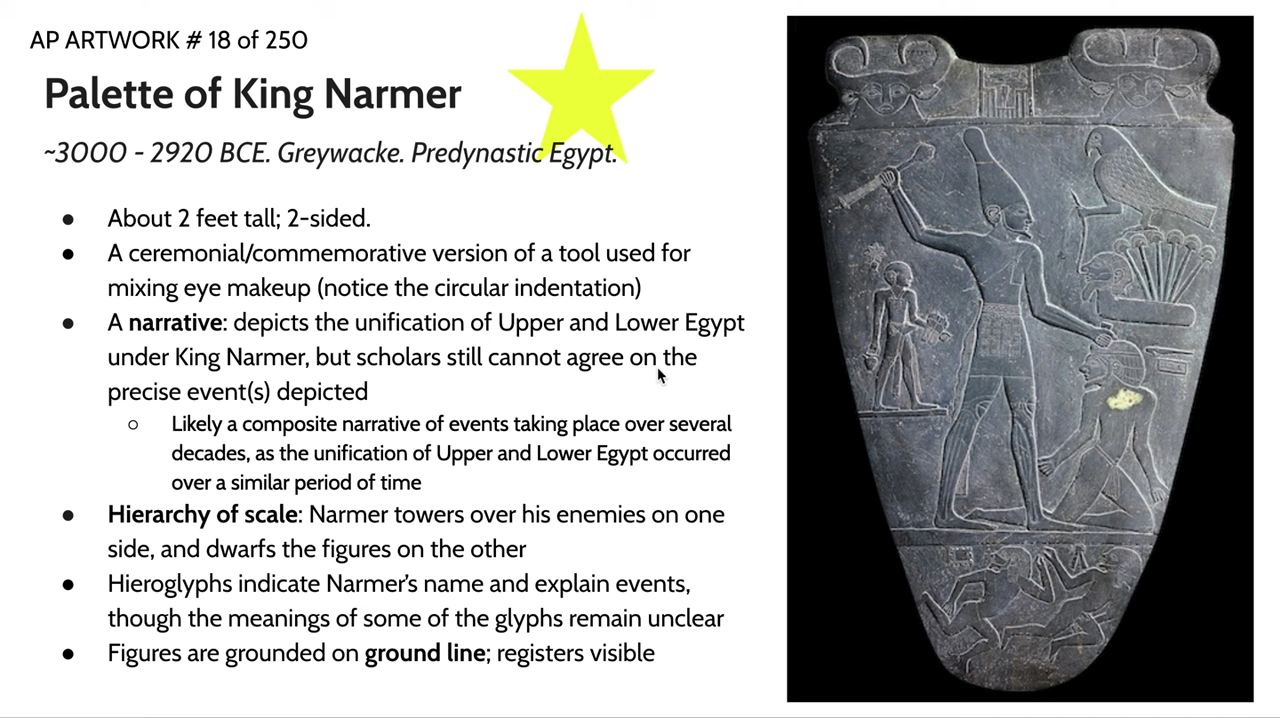 AP ARTWORK # 18 of 250
Palette of King Narmer
~3000 - 2920 BCE. Greywacke. Predynastic Egypt.
● About 2 feet tall; 2-sided.
● A ceremonial/commemorative version of a tool used for
mixing eye makeup (notice the circular indentation)
● A narrative: depicts the unification of Upper and Lower Egypt
under King Narmer, but scholars still cannot agree on the
precise event(s) depicted
○ Likely a composite narrative of events taking place over several
decades, as the unification of Upper and Lower Egypt occurred
over a similar period of time
● Hierarchy of scale: Narmer towers over his enemies on one
side, and dwarfs the figures on the other
● Hieroglyphs indicate Narmer’s name and explain events,
though the meanings of some of the glyphs remain unclear
● Figures are grounded on ground line; registers visible